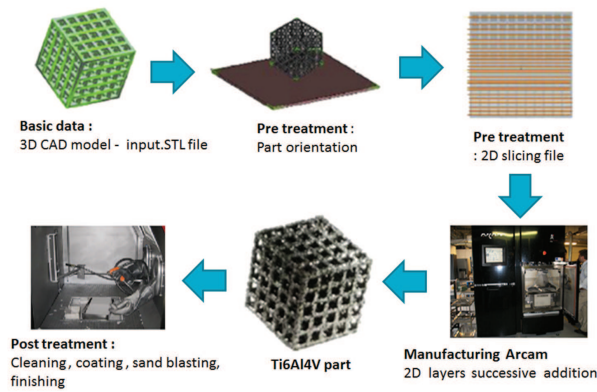 Basic data :
3D CAD model - input.STL file
Pre treatment :
Part orientation
Pre treatment
: 2D slicing file
Manufacturing Arcam
2D layers successive addition
Ti6Al4V part
Post treatment :
Cleaning, coating, sand blasting,
finishing